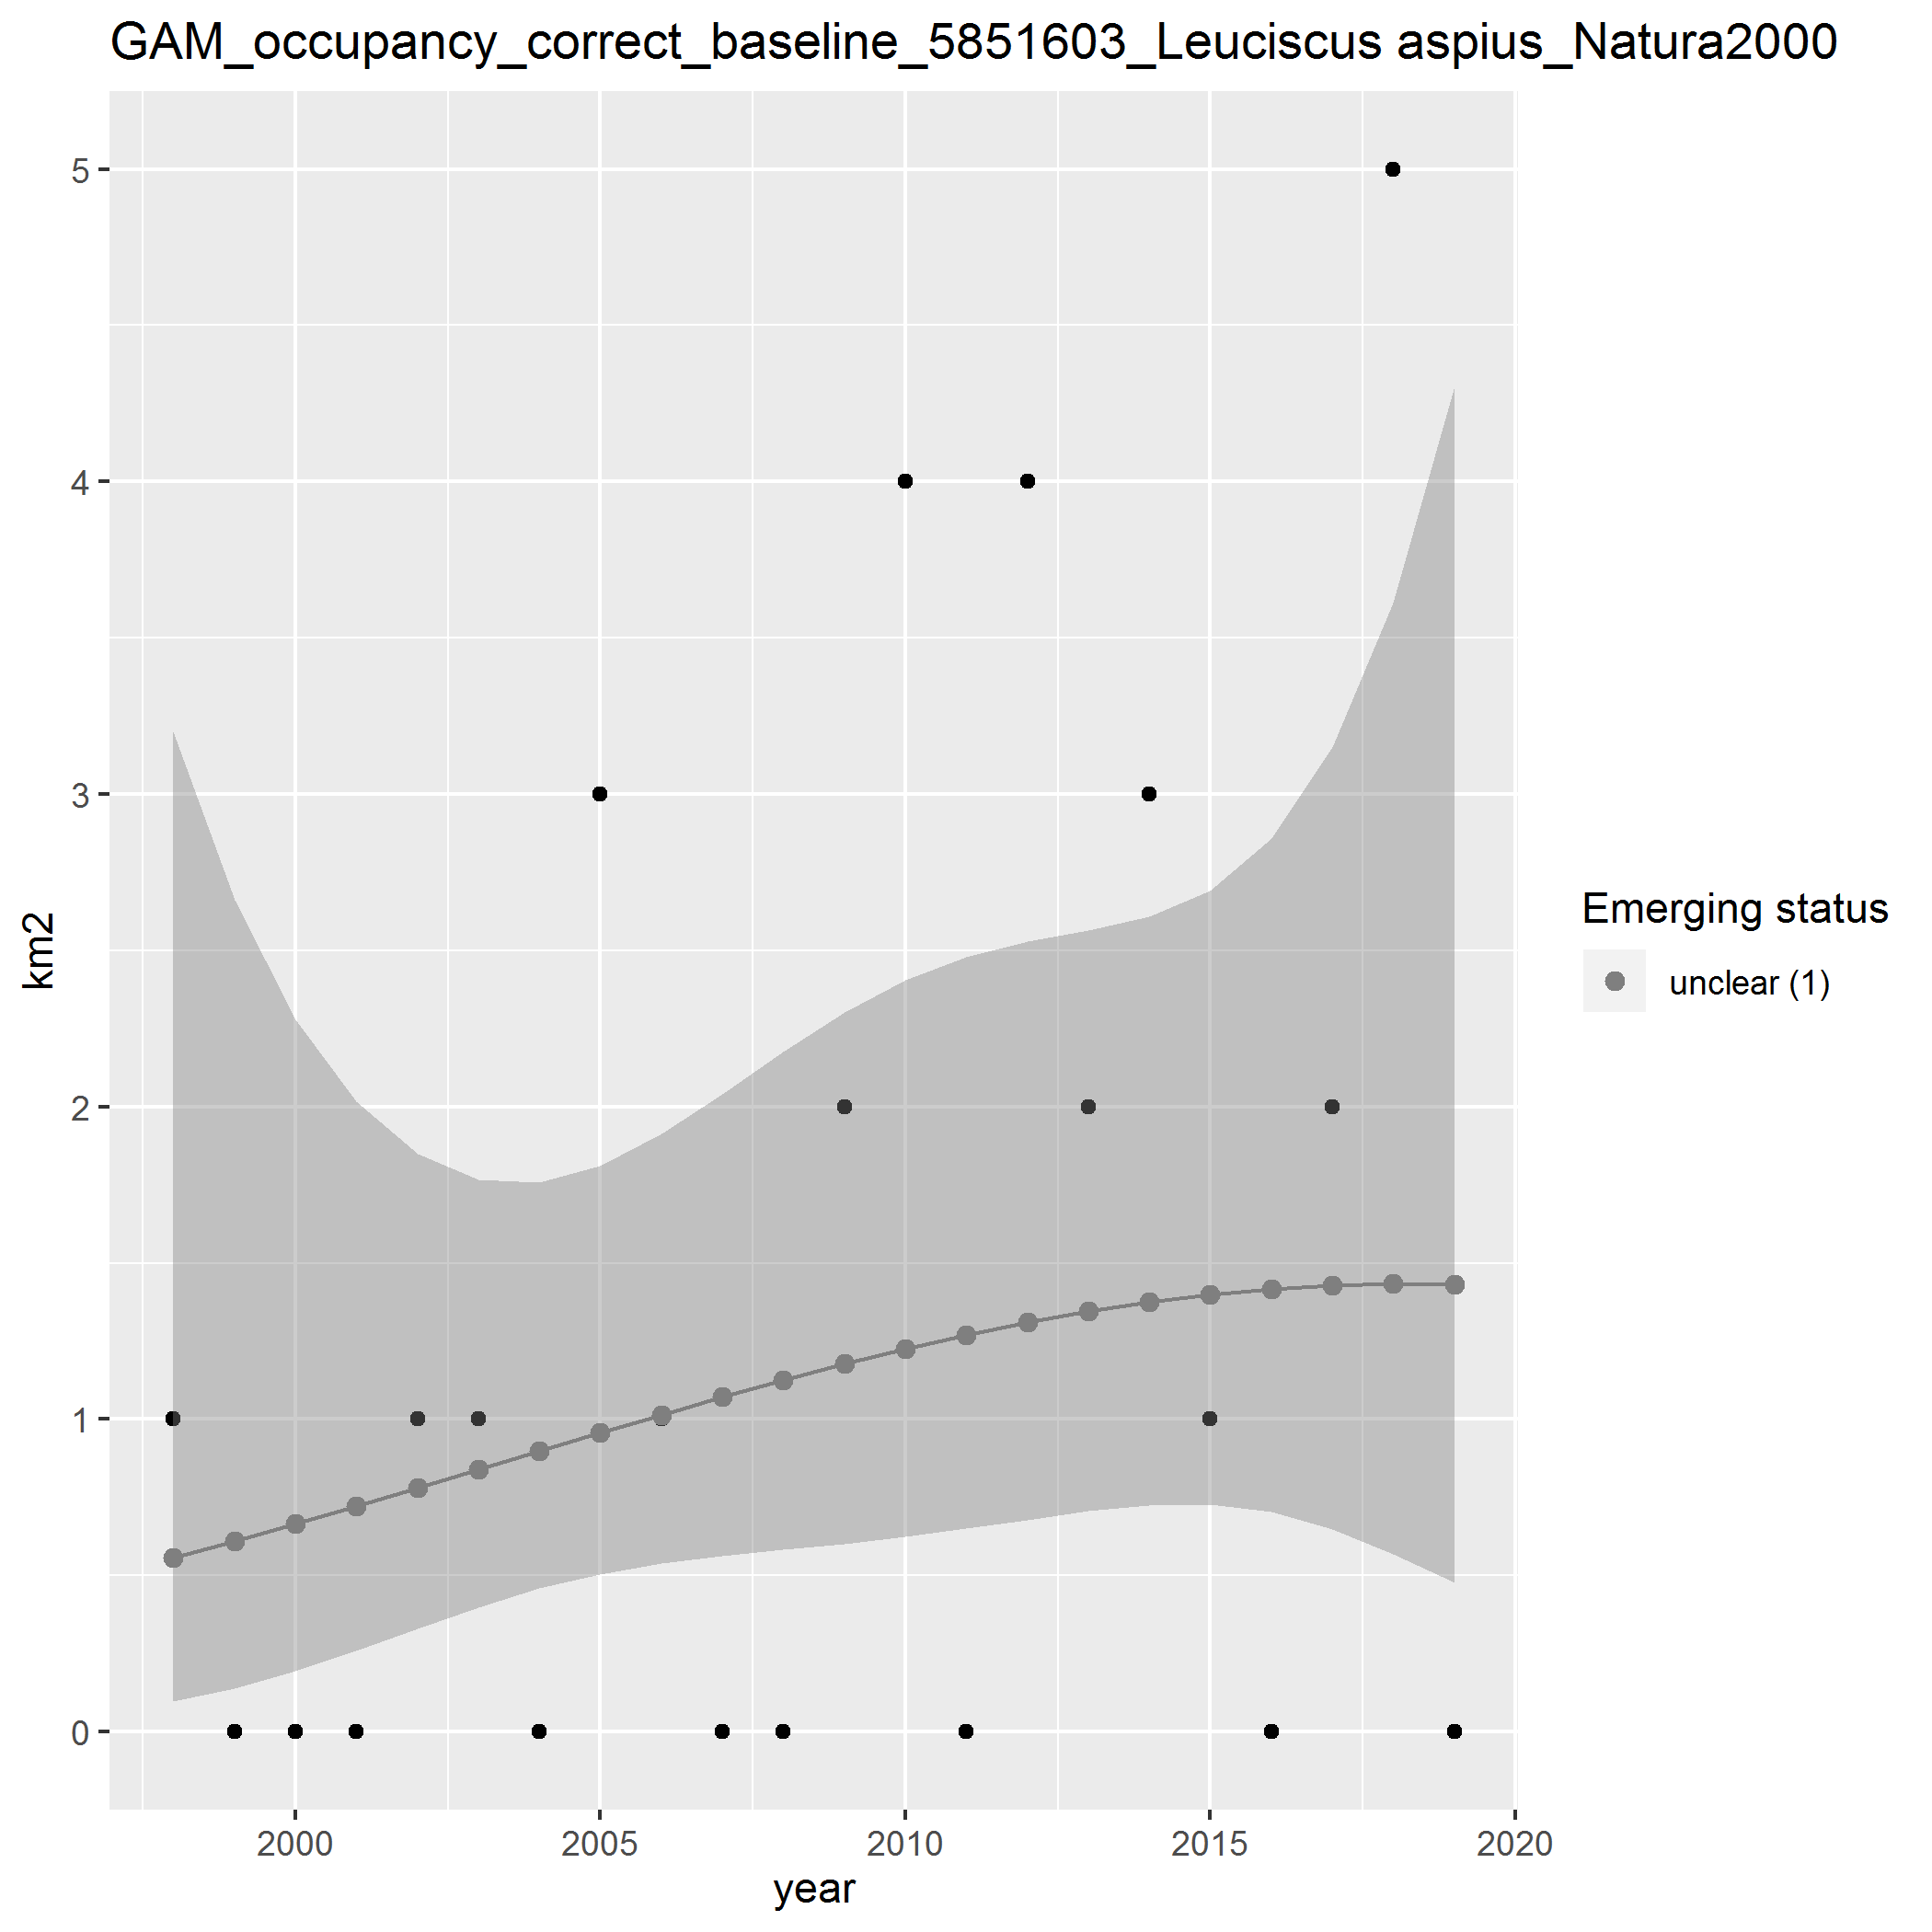 GAM_occupancy_correct_baseline_5851603_Leuciscus aspius_Natura2000
5
4
3
2
1
0
km2
2000 2005 2010 2015 2020
year
Emerging status
unclear (1)